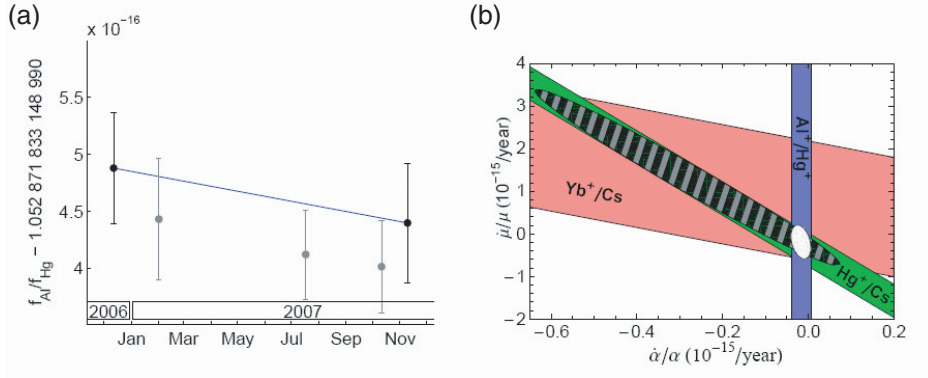 (a)
x 10⁻¹⁶
f_Al/f_Hg – 1.052 871 833 148 990
5.5
5
4.5
4
2006
2007
Jan Mar May Jul Sep Nov
(b)
μ̇/μ (10⁻¹⁵/year)
4
3
2
1
0
−1
−2
Yb⁺/Cs
Al⁺/Hg⁺
Hg⁺/Cs
−0.6 −0.4 −0.2 0.0 0.2
α̇/α (10⁻¹⁵/year)